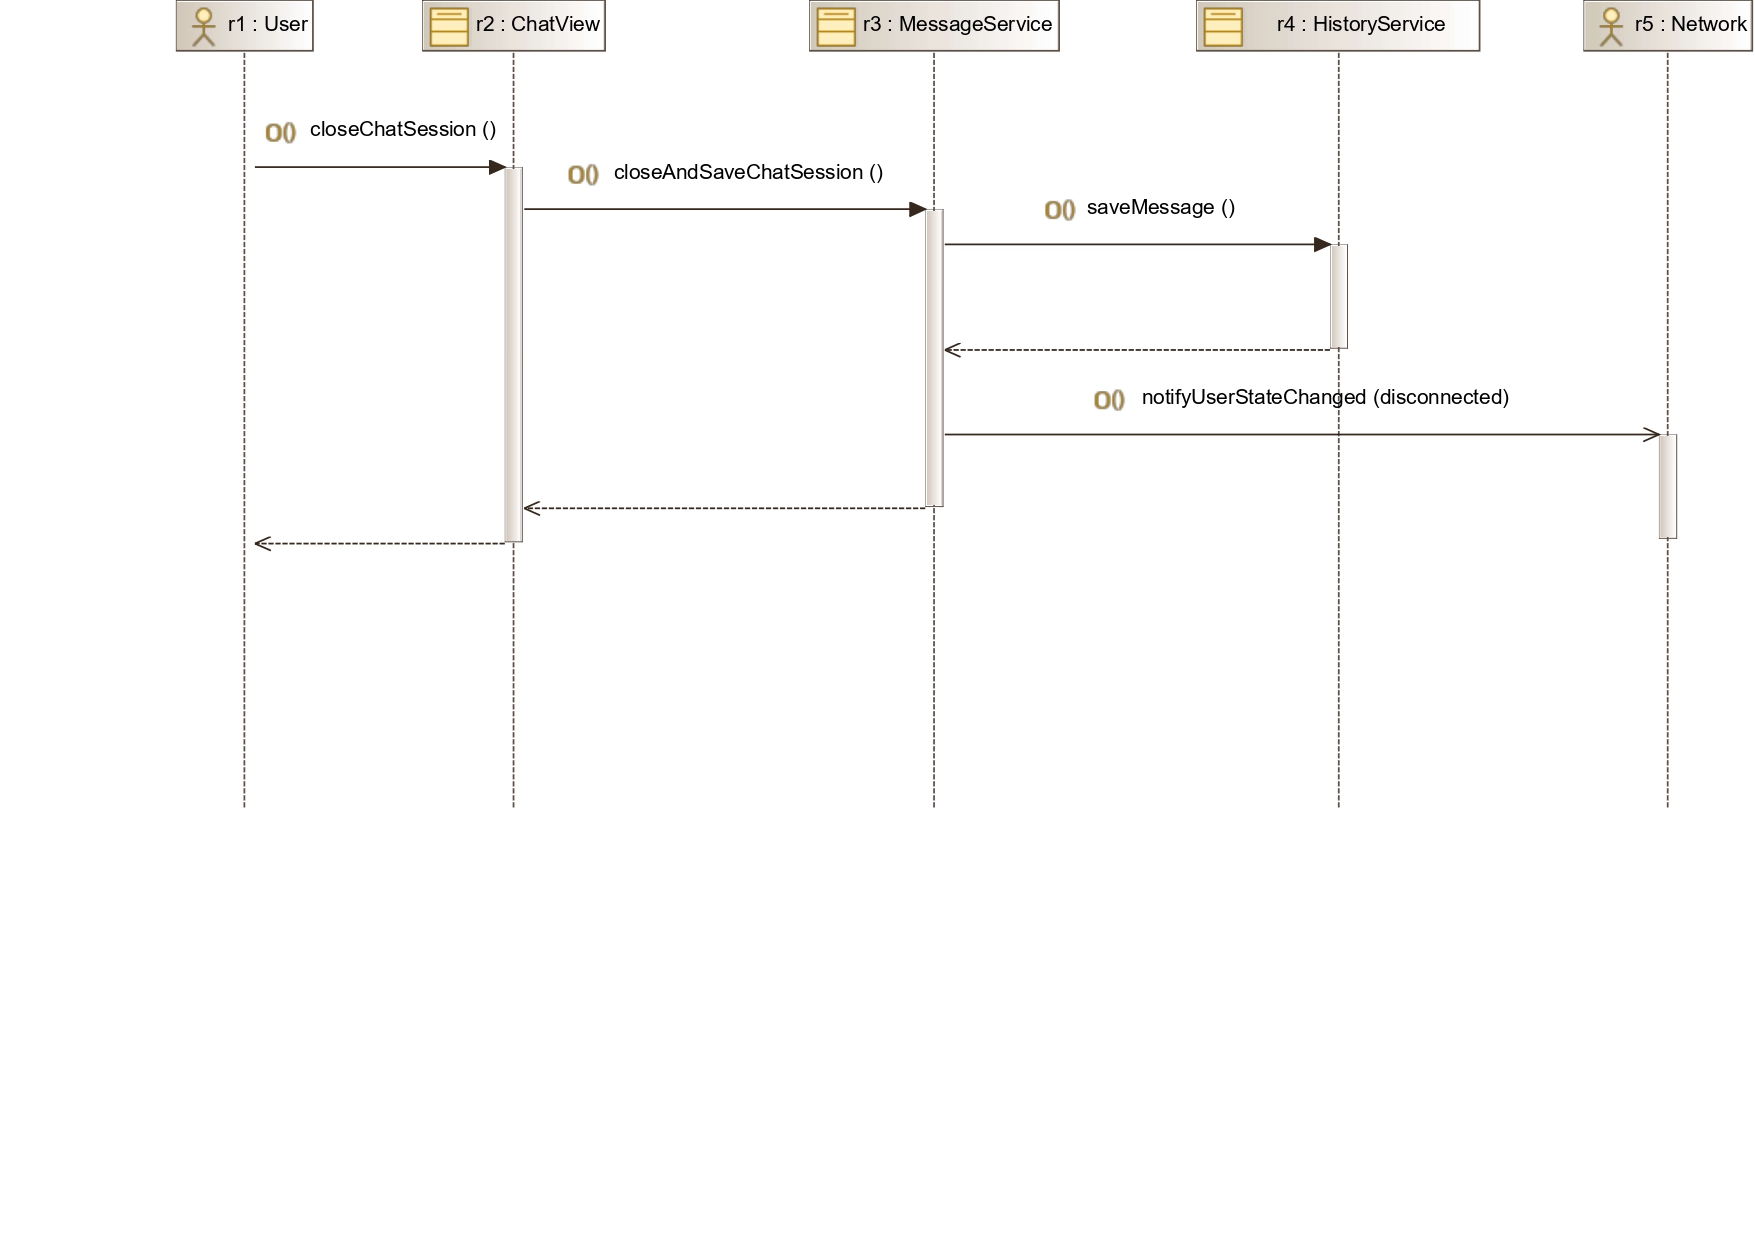 r1 : User
r2 : ChatView
r3 : MessageService
r4 : HistoryService
r5 : Network
O() closeChatSession ()
O() closeAndSaveChatSession ()
O() saveMessage ()
O() notifyUserStateChanged (disconnected)